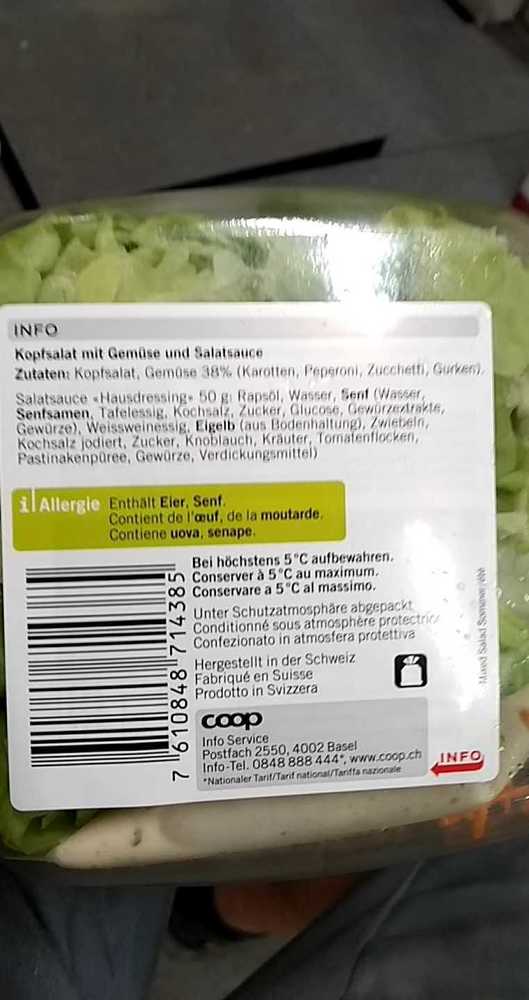 INFO
Kopfsalat mit Gemüse und Salatsauce
Zutaten: Kopfsalat, Gemüse 38% (Karotten, Peperoni, Zucchetti, Gurken).
Salatsauce «Hausdressing» 50 g: Rapsöl, Wasser, Senf (Wasser,
Senfsamen, Tafelessig, Kochsalz, Zucker, Glucose, Gewürzextrakte,
Gewürze), Weissweinessig, Eigelb (aus Bodenhaltung), Zwiebeln,
Kochsalz jodiert, Zucker, Knoblauch, Kräuter, Tomatenflocken,
Pastinakenpüree, Gewürze, Verdickungsmittel)
i Allergie Enthält Eier, Senf.
Contient de l'œuf, de la moutarde.
Contiene uova, senape.
Bei höchstens 5°C aufbewahren.
Conserver à 5°C au maximum.
Conservare a 5°C al massimo.
Unter Schutzatmosphäre abgepackt
Conditionné sous atmosphère protectrice
Confezionato in atmosfera protettiva
Hergestellt in der Schweiz
Fabriqué en Suisse
Prodotto in Svizzera
7 610848 714385
coop
Info Service
Postfach 2550, 4002 Basel
Info-Tel. 0848 888 444*, www.coop.ch
*Nationaler Tarif/Tarif national/Tariffa nazionale
INFO
Mixed Salad Sommer